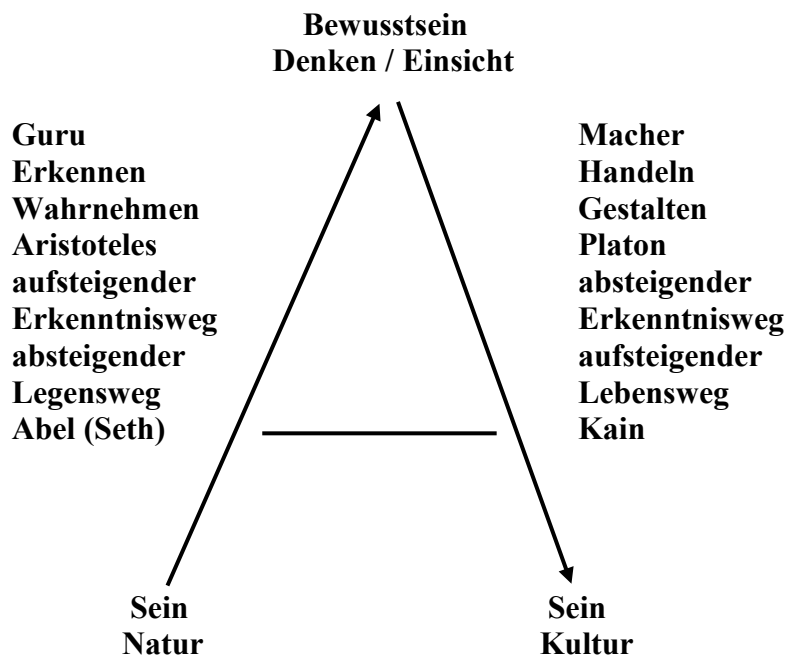 Bewusstsein
Denken / Einsicht
Guru
Erkennen
Wahrnehmen
Aristoteles
aufsteigender
Erkenntnisweg
absteigender
Legensweg
Abel (Seth)
Macher
Handeln
Gestalten
Platon
absteigender
Erkenntnisweg
aufsteigender
Lebensweg
Kain
Sein
Natur
Sein
Kultur